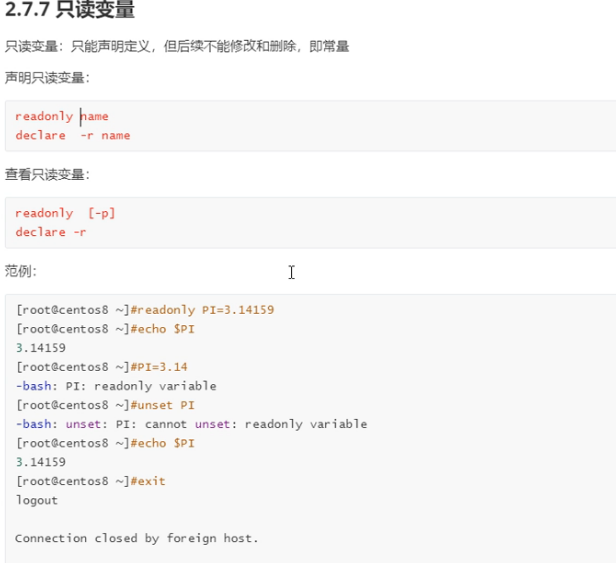 2.7.7 只读变量
只读变量：只能声明定义，但后续不能修改和删除，即常量
声明只读变量：
readonly name
declare  -r name
查看只读变量：
readonly  [-p]
declare -r
范例：
[root@centos8 ~]#readonly PI=3.14159
[root@centos8 ~]#echo $PI
3.14159
[root@centos8 ~]#PI=3.14
-bash: PI: readonly variable
[root@centos8 ~]#unset PI
-bash: unset: PI: cannot unset: readonly variable
[root@centos8 ~]#echo $PI
3.14159
[root@centos8 ~]#exit
logout
Connection closed by foreign host.